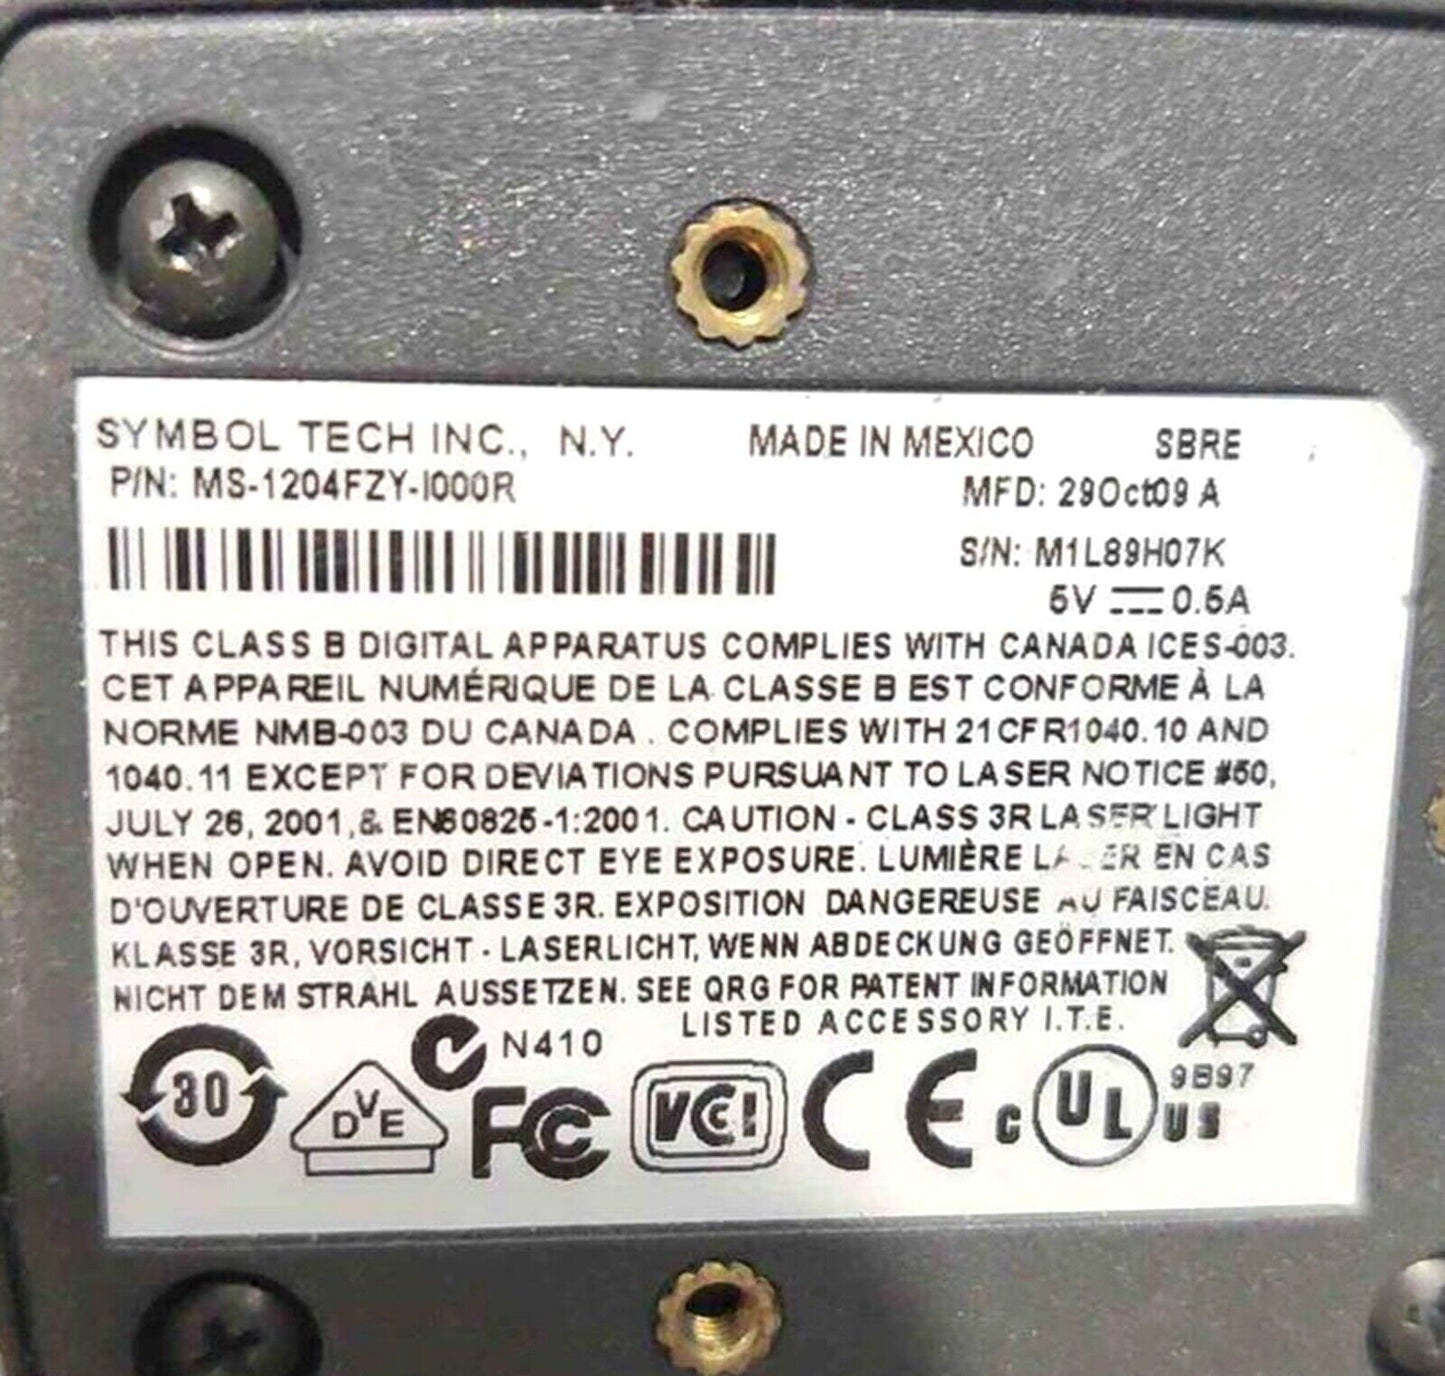 SYMBOL TECH INC., N.Y. MADE IN MEXICO SBRE
P/N: MS-1204FZY-I000R MFD: 29Oct09 A
S/N: M1L89H07K
5V 0.5A
THIS CLASS B DIGITAL APPARATUS COMPLIES WITH CANADA ICES-003.
CET APPAREIL NUMÉRIQUE DE LA CLASSE B EST CONFORME À LA
NORME NMB-003 DU CANADA . COMPLIES WITH 21CFR1040.10 AND
1040.11 EXCEPT FOR DEVIATIONS PURSUANT TO LASER NOTICE #50,
JULY 26, 2001,& EN60825-1:2001. CAUTION - CLASS 3R LASER LIGHT
WHEN OPEN. AVOID DIRECT EYE EXPOSURE. LUMIÈRE LASER EN CAS
D'OUVERTURE DE CLASSE 3R. EXPOSITION DANGEREUSE AU FAISCEAU.
KLASSE 3R, VORSICHT - LASERLICHT, WENN ABDECKUNG GEÖFFNET.
NICHT DEM STRAHL AUSSETZEN. SEE QRG FOR PATENT INFORMATION
LISTED ACCESSORY I.T.E.
N410
30
DVE
FC
VCI
CE
c UL US
9B97